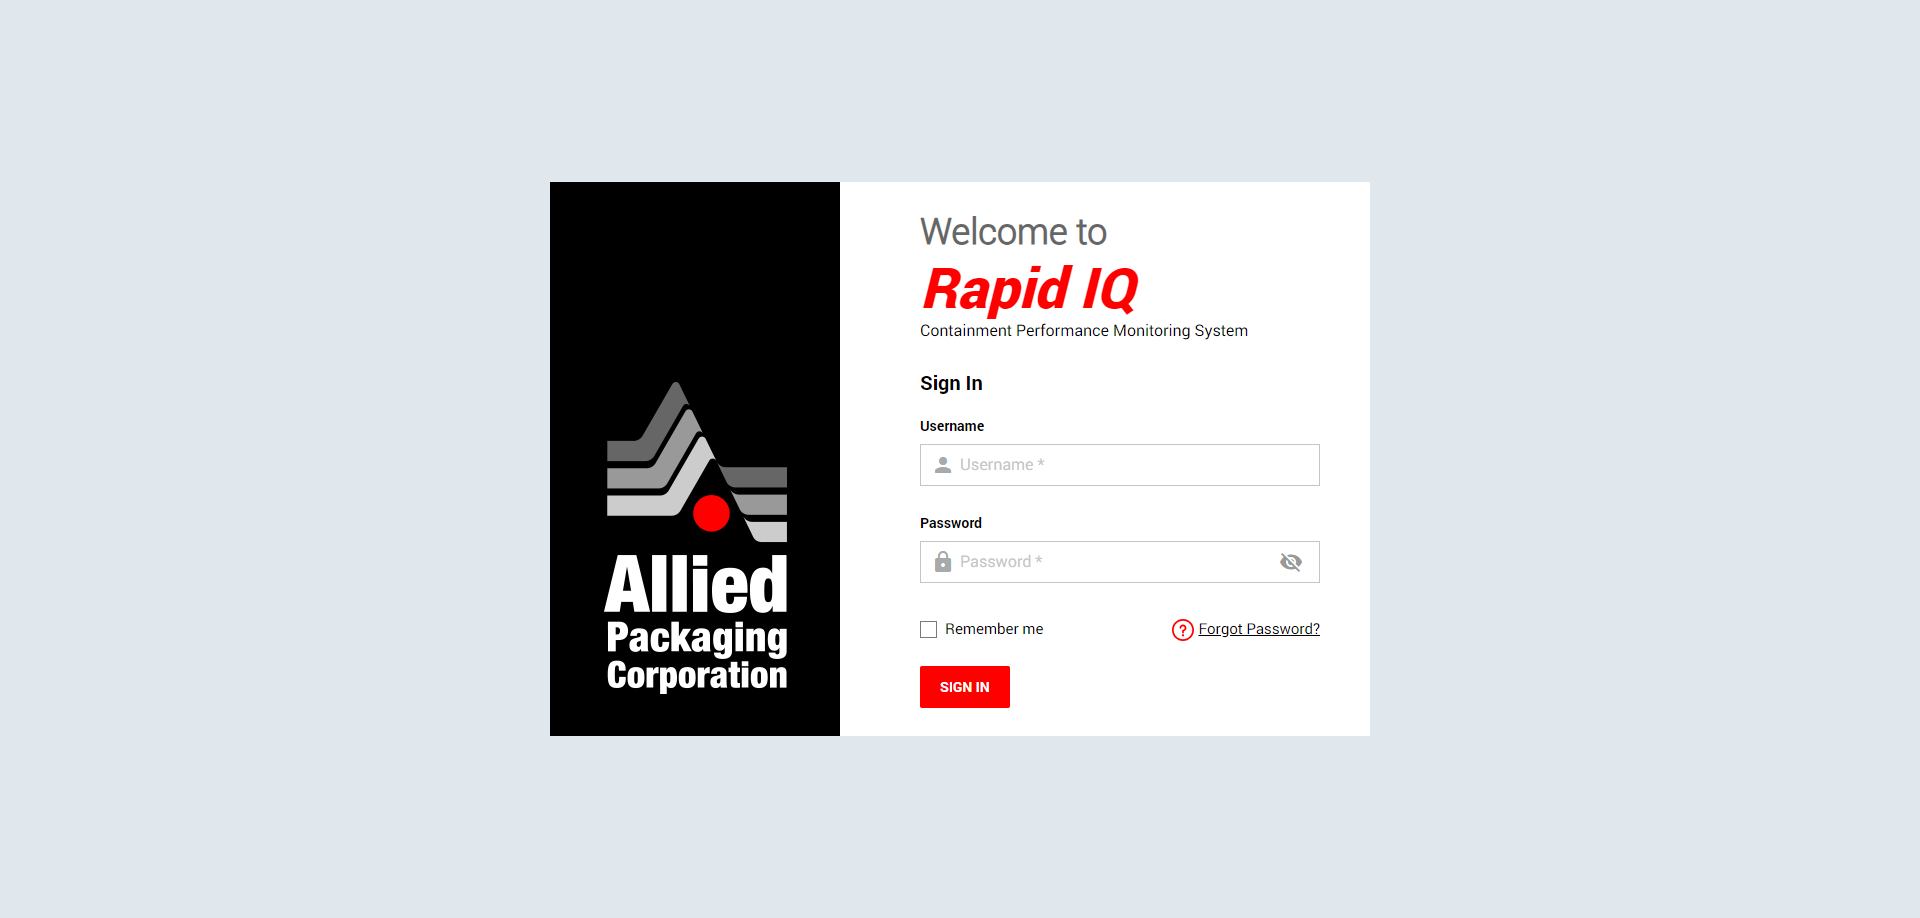 Allied
Packaging
Corporation
Welcome to
Rapid IQ
Containment Performance Monitoring System
Sign In
Username
Username *
Password
Password *
Remember me
? Forgot Password?
SIGN IN